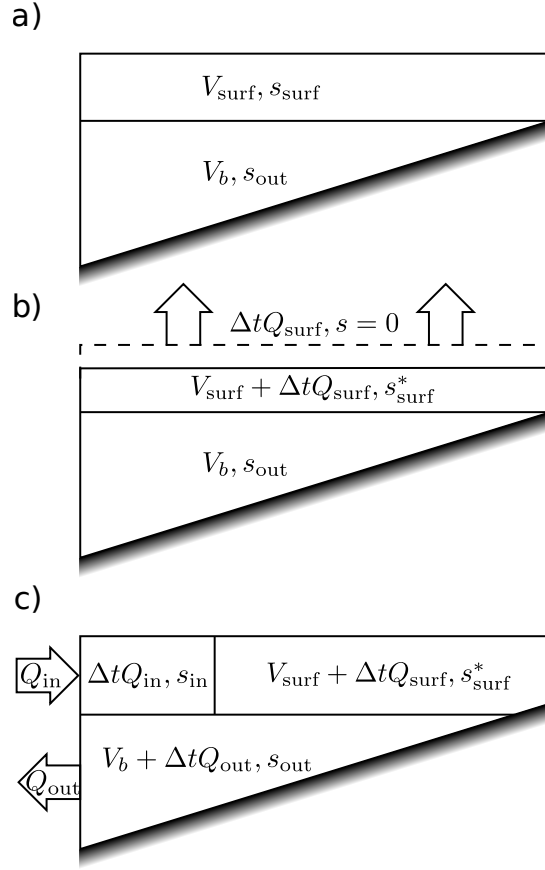 a)
V_surf, s_surf
V_b, s_out
b)
ΔtQ_surf, s = 0
V_surf + ΔtQ_surf, s*_surf
V_b, s_out
c)
Q_in
ΔtQ_in, s_in
V_surf + ΔtQ_surf, s*_surf
V_b + ΔtQ_out, s_out
Q_out